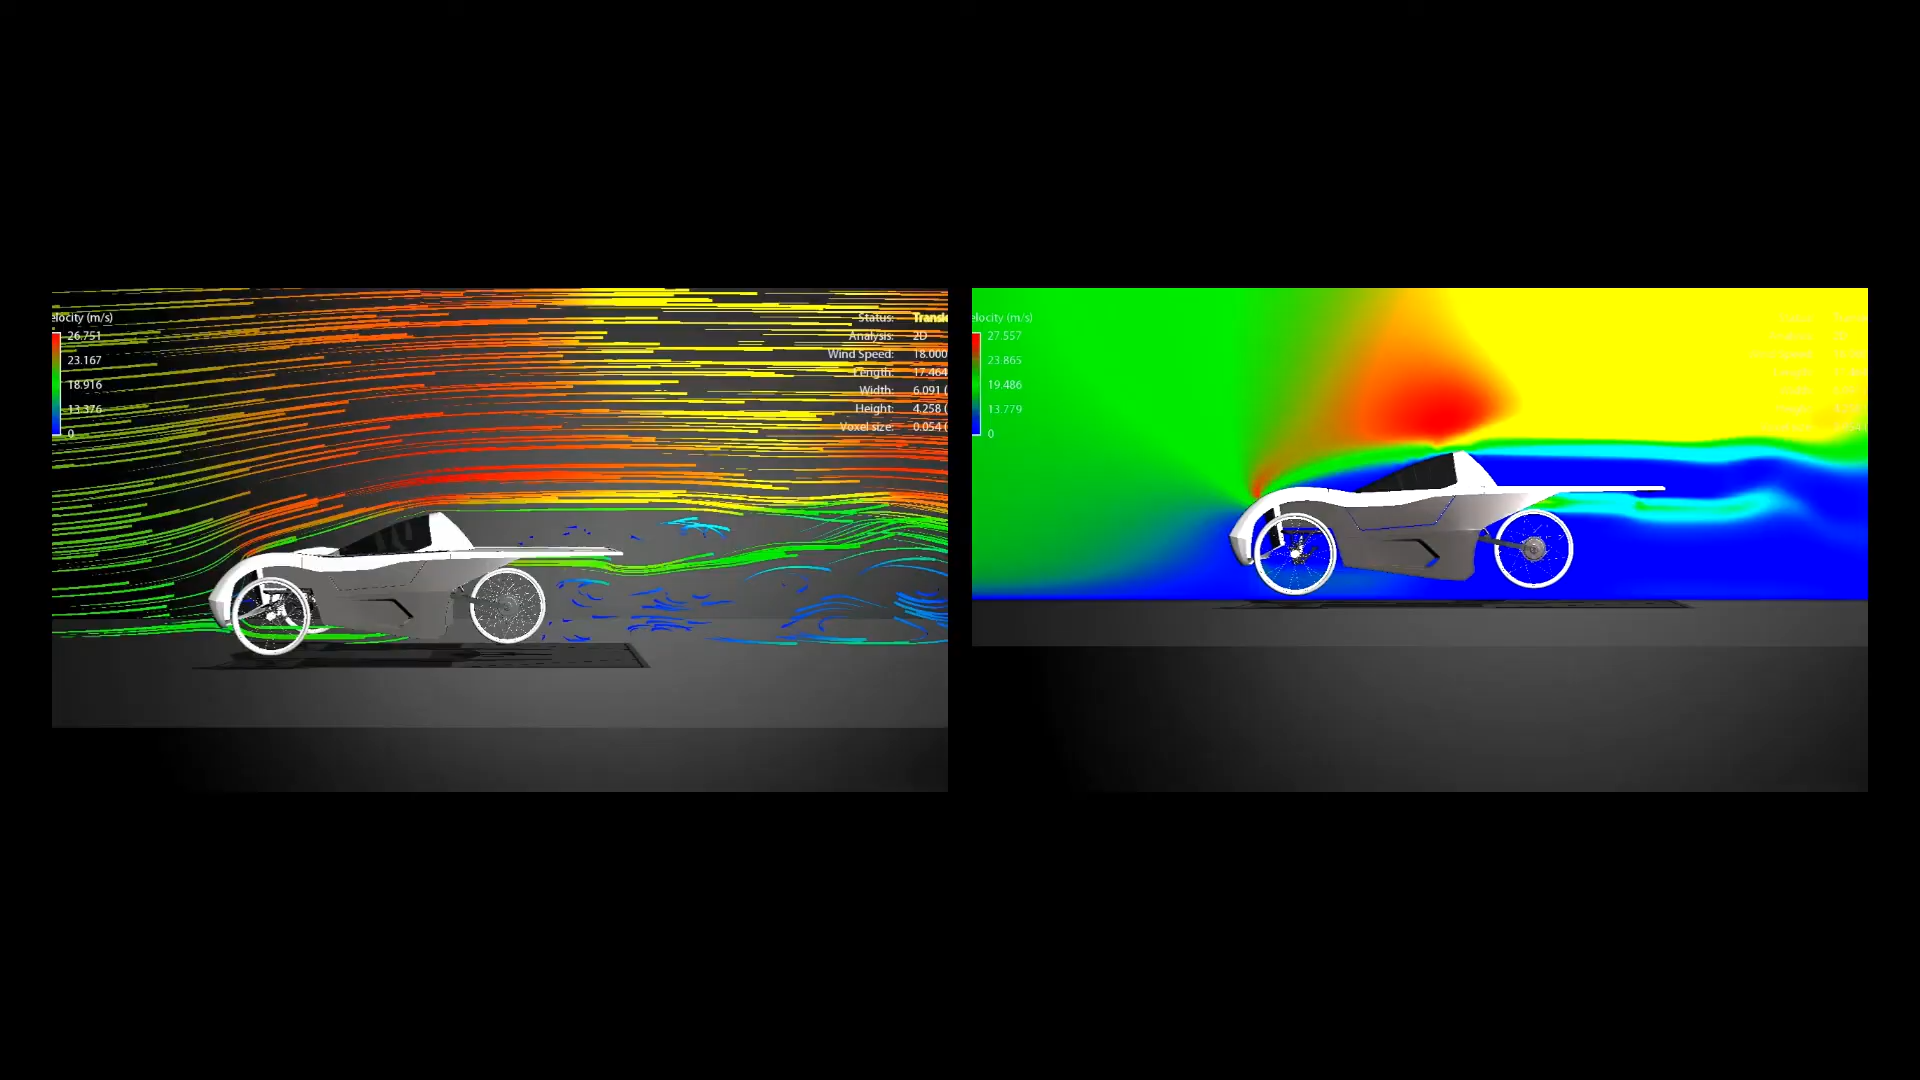 elocity (m/s)
26.751
23.167
18.916
13.376
0
Status: Transie
Analysis: 2D
Wind Speed: 18.000
Length: 17.464
Width: 6.091 (
Height: 4.258 (
Voxel size: 0.054 (
elocity (m/s)
27.557
23.865
19.486
13.779
0